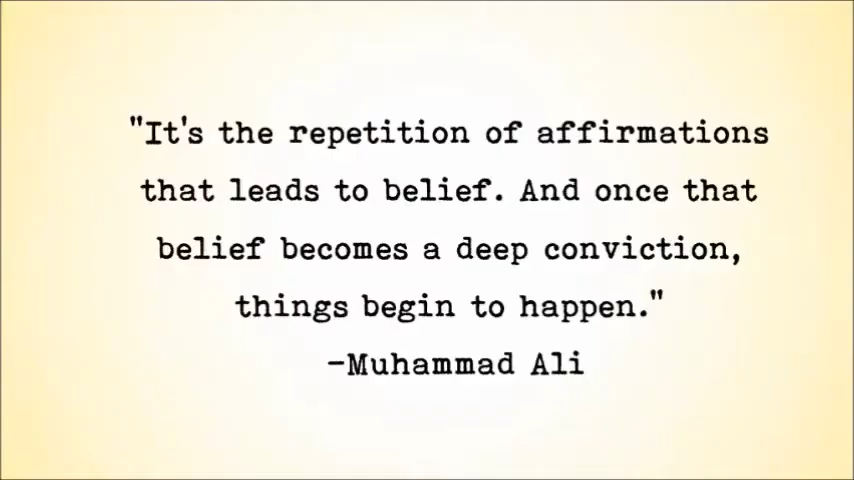 "It's the repetition of affirmations
that leads to belief. And once that
belief becomes a deep conviction,
things begin to happen."
-Muhammad Ali